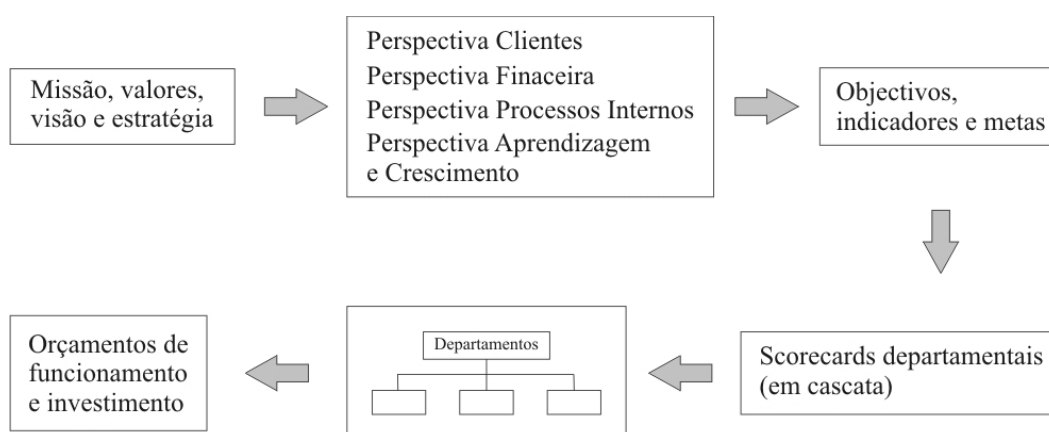 Missão, valores,
visão e estratégia
Perspectiva Clientes
Perspectiva Finaceira
Perspectiva Processos Internos
Perspectiva Aprendizagem
e Crescimento
Objectivos,
indicadores e metas
Scorecards departamentais
(em cascata)
Departamentos
Orçamentos de
funcionamento
e investimento